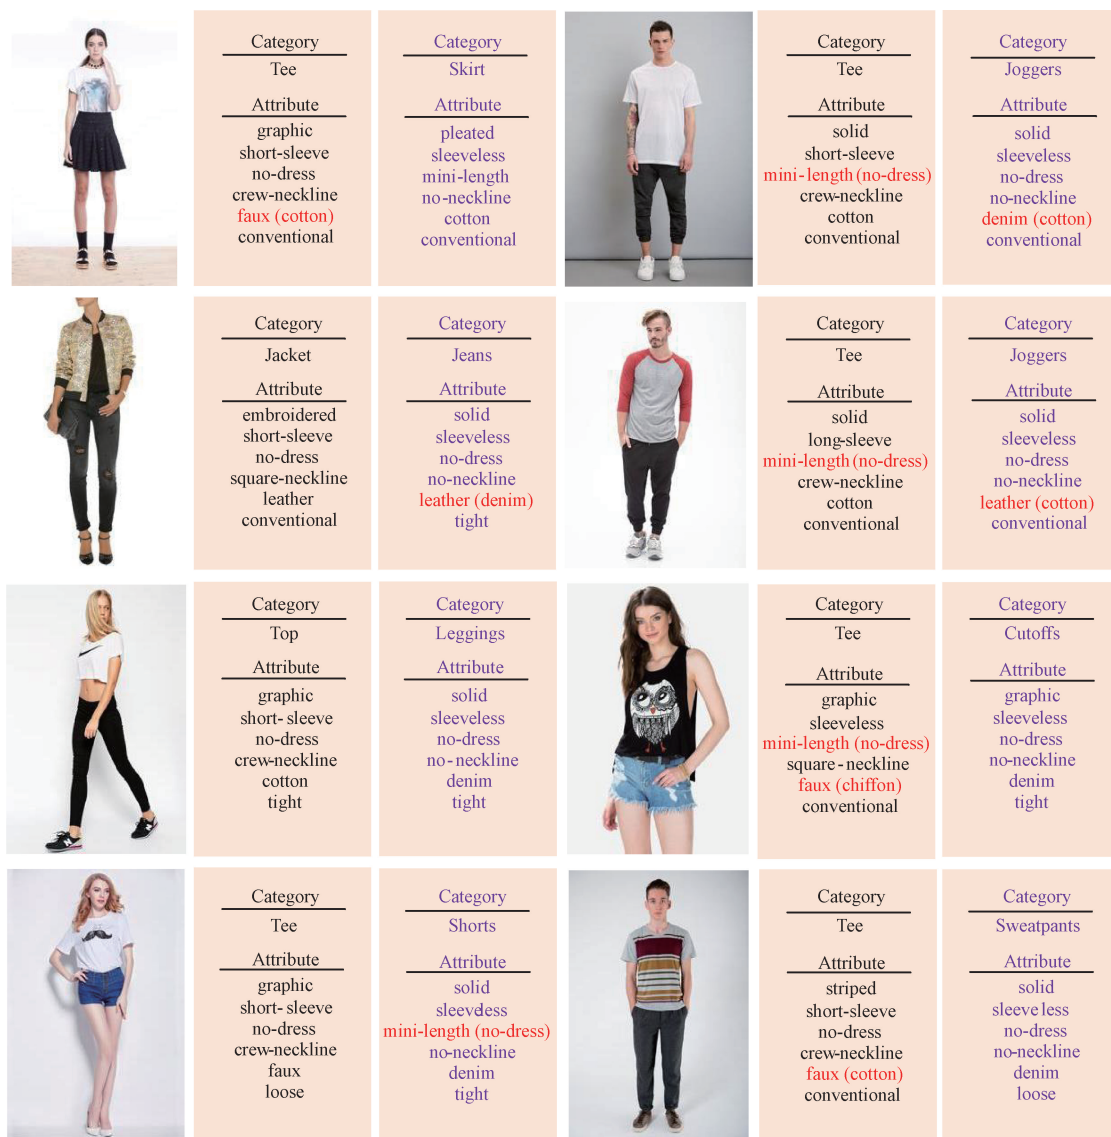 Category
Tee
Attribute
graphic
short-sleeve
no-dress
crew-neckline
faux (cotton)
conventional
Category
Skirt
Attribute
pleated
sleeveless
mini-length
no-neckline
cotton
conventional
Category
Tee
Attribute
solid
short-sleeve
mini-length (no-dress)
crew-neckline
cotton
conventional
Category
Joggers
Attribute
solid
sleeveless
no-dress
no-neckline
denim (cotton)
conventional
Category
Jacket
Attribute
embroidered
short-sleeve
no-dress
square-neckline
leather
conventional
Category
Jeans
Attribute
solid
sleeveless
no-dress
no-neckline
leather (denim)
tight
Category
Tee
Attribute
solid
long-sleeve
mini-length (no-dress)
crew-neckline
cotton
conventional
Category
Joggers
Attribute
solid
sleeveless
no-dress
no-neckline
leather (cotton)
conventional
Category
Top
Attribute
graphic
short- sleeve
no-dress
crew-neckline
cotton
tight
Category
Leggings
Attribute
solid
sleeveless
no-dress
no - neckline
denim
tight
Category
Tee
Attribute
graphic
sleeveless
mini-length (no-dress)
square - neckline
faux (chiffon)
conventional
Category
Cutoffs
Attribute
graphic
sleeveless
no-dress
no-neckline
denim
tight
Category
Tee
Attribute
graphic
short- sleeve
no-dress
crew-neckline
faux
loose
Category
Shorts
Attribute
solid
sleeveless
mini-length (no-dress)
no-neckline
denim
tight
Category
Tee
Attribute
striped
short-sleeve
no-dress
crew-neckline
faux (cotton)
conventional
Category
Sweatpants
Attribute
solid
sleeve less
no-dress
no-neckline
denim
loose